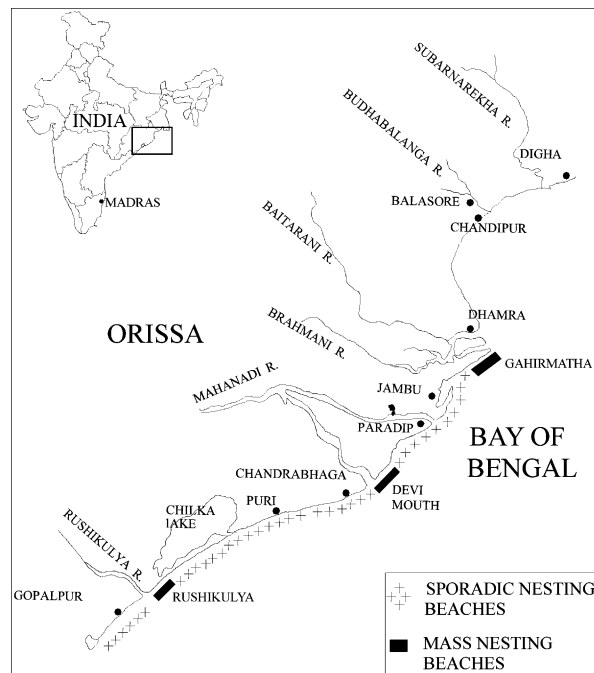 INDIA
MADRAS
SUBARNAREKHA R.
BUDHABALANGA R.
DIGHA
BALASORE
CHANDIPUR
BAITARANI R.
DHAMRA
ORISSA
BRAHMANI R.
GAHIRMATHA
MAHANADI R.
JAMBU
PARADIP
BAY OF
BENGAL
CHANDRABHAGA
DEVI
MOUTH
PURI
CHILKA
lAKE
RUSHIKULYA R.
GOPALPUR
RUSHIKULYA
SPORADIC NESTING
BEACHES
MASS NESTING
BEACHES